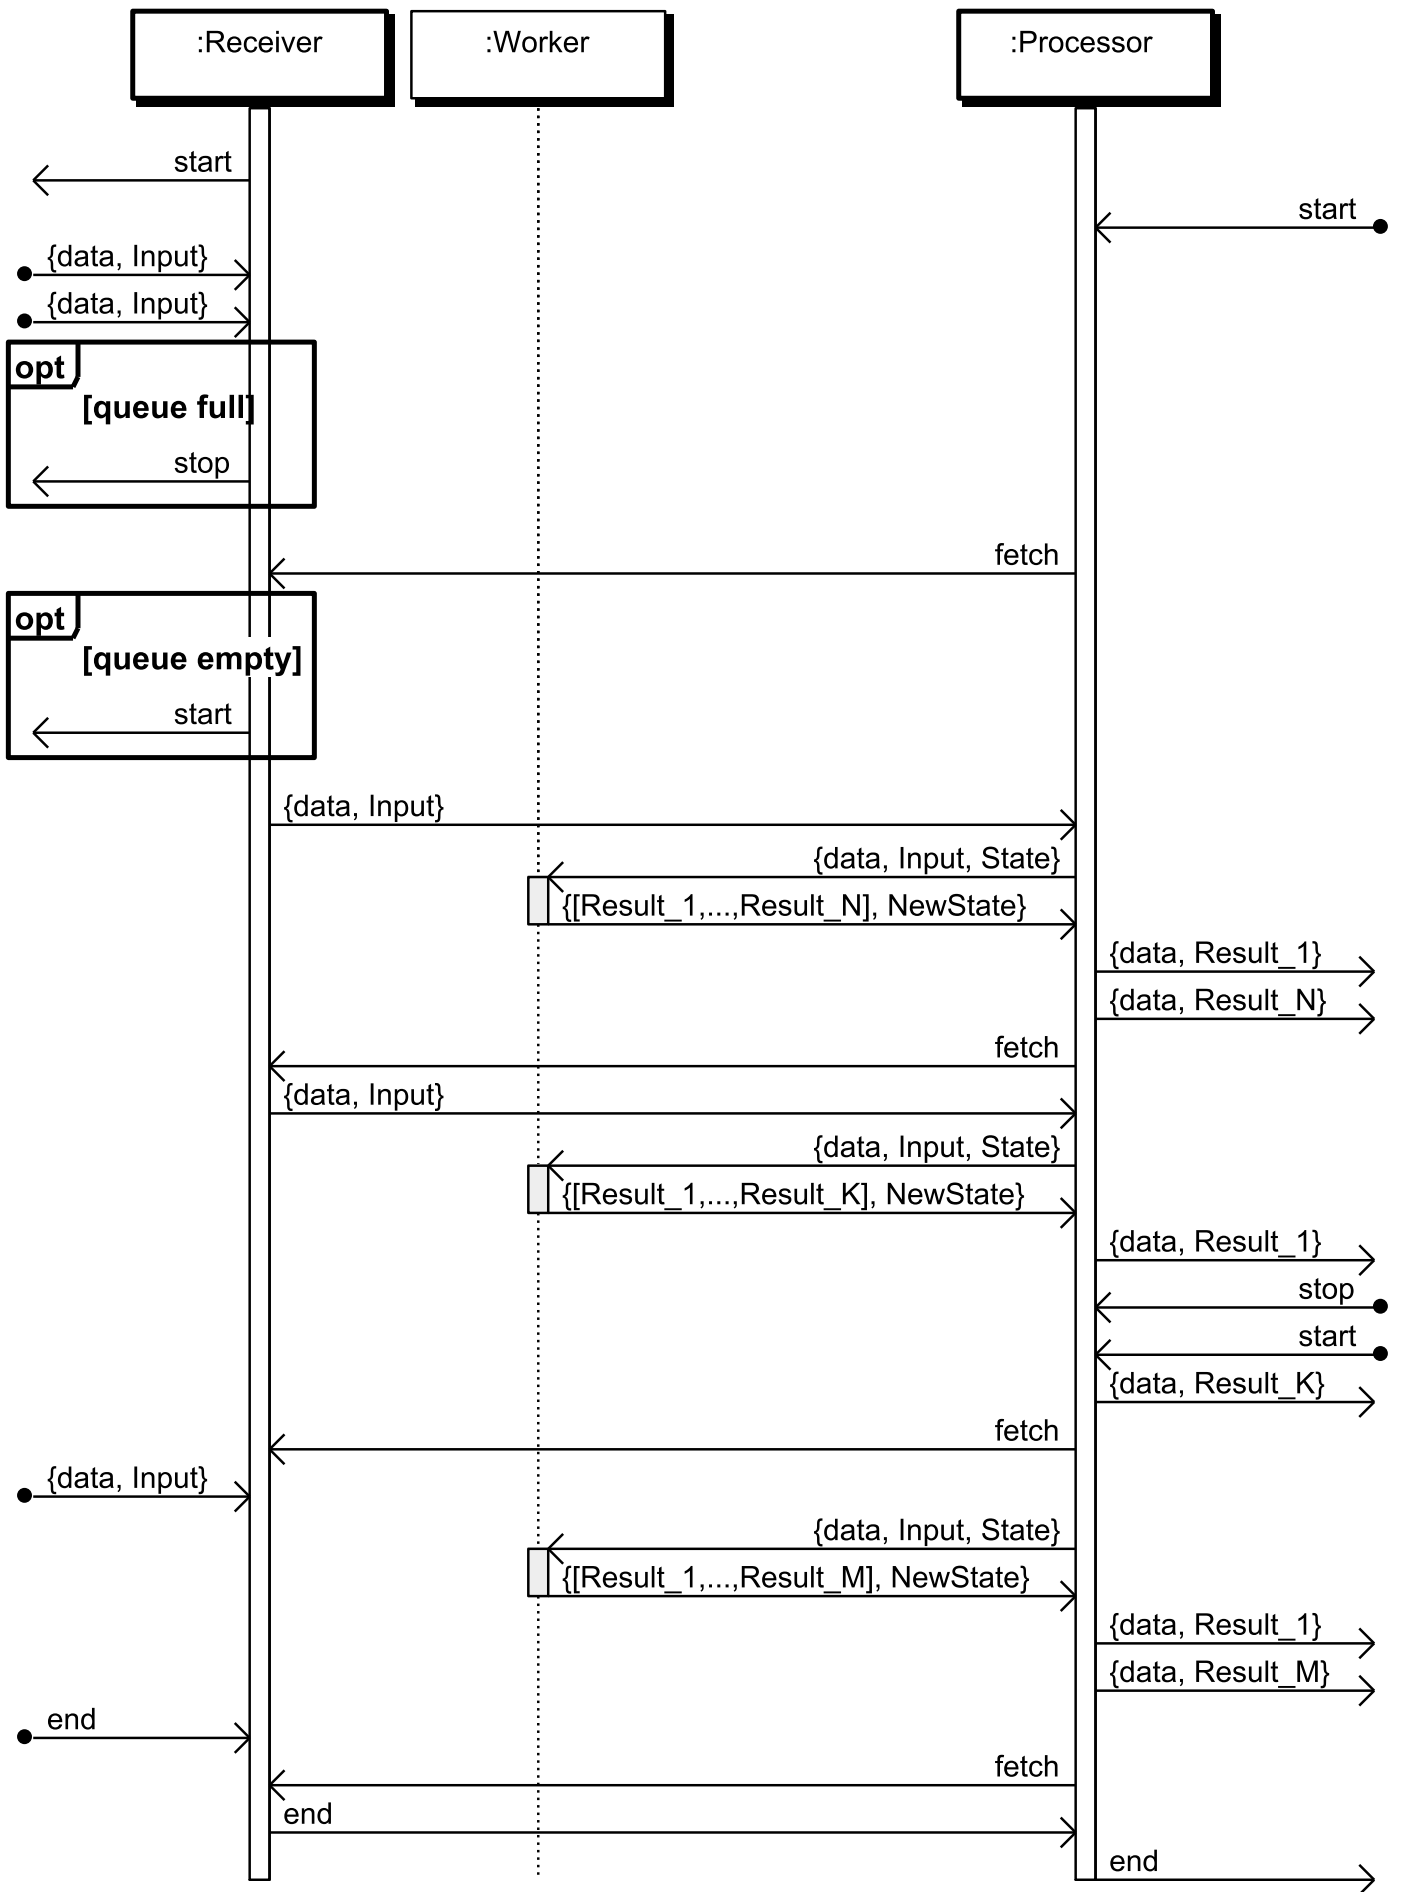 :Receiver
:Worker
:Processor
start
start
{data, Input}
{data, Input}
opt
[queue full]
stop
fetch
opt
[queue empty]
start
{data, Input}
{data, Input, State}
{[Result_1,...,Result_N], NewState}
{data, Result_1}
{data, Result_N}
fetch
{data, Input}
{data, Input, State}
{[Result_1,...,Result_K], NewState}
{data, Result_1}
stop
start
{data, Result_K}
fetch
{data, Input}
{data, Input, State}
{[Result_1,...,Result_M], NewState}
{data, Result_1}
{data, Result_M}
end
fetch
end
end